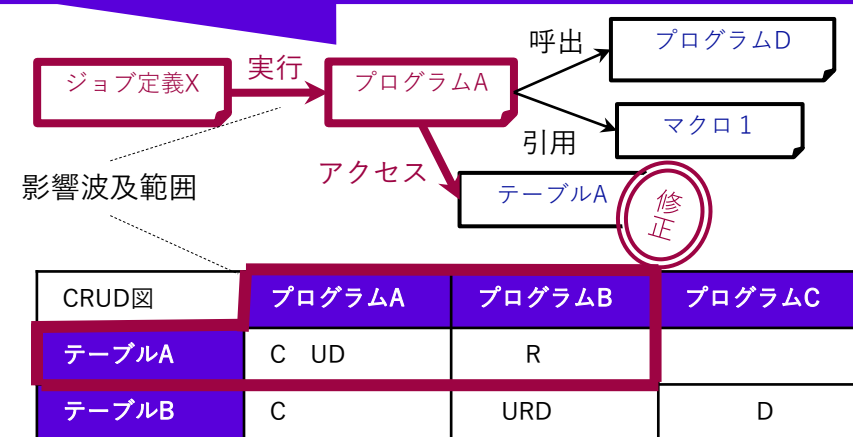 呼出
プログラムD
ジョブ定義X
実行
プログラムA
マクロ１
引用
アクセス
影響波及範囲
テーブルA
修正
CRUD図
プログラムA
プログラムB
プログラムC
テーブルA
C UD
R
テーブルB
C
URD
D